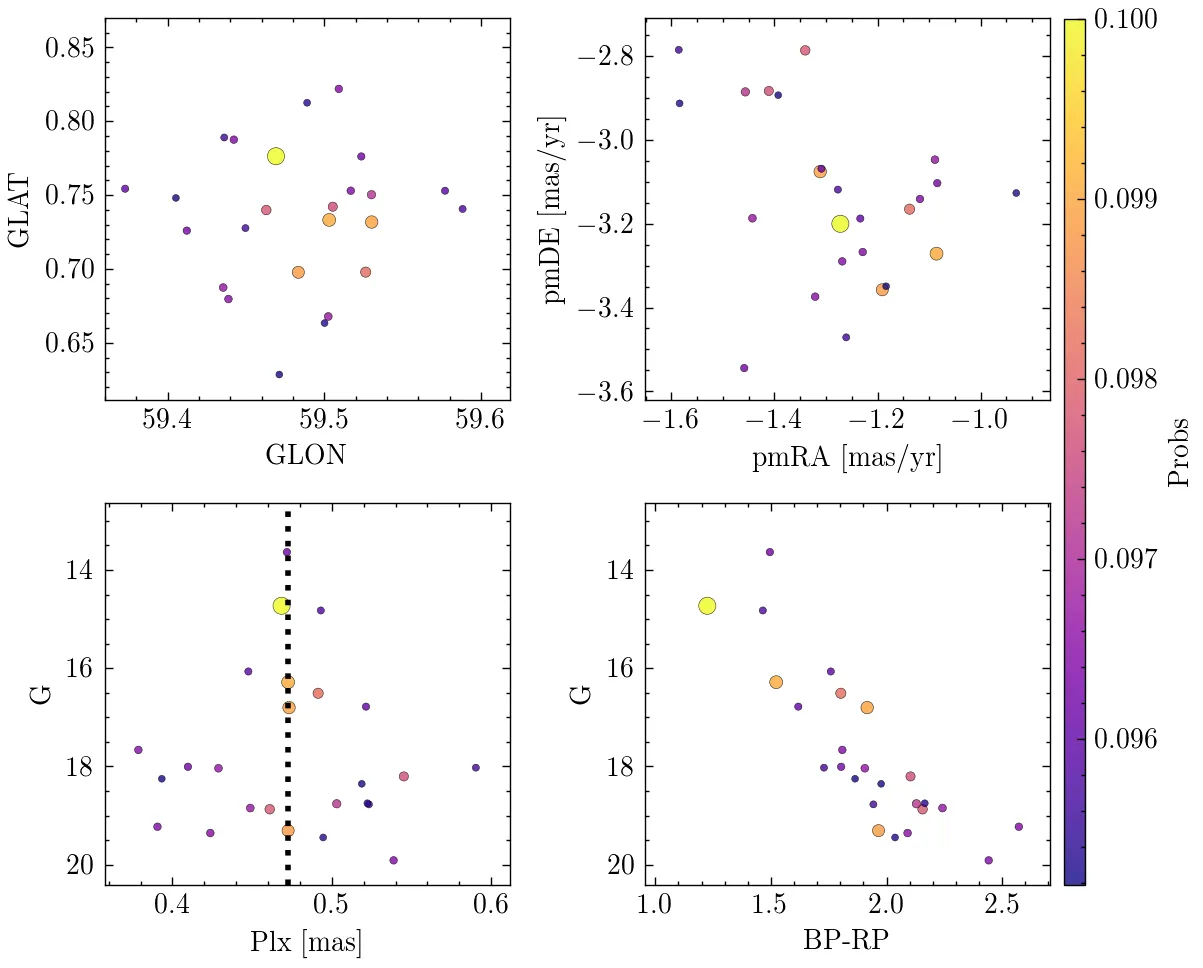 0.85
0.80
0.75
0.70
0.65
GLAT
59.4 59.5 59.6
GLON
−2.8
−3.0
−3.2
−3.4
−3.6
pmDE [mas/yr]
−1.6 −1.4 −1.2 −1.0
pmRA [mas/yr]
14
16
18
20
G
0.4 0.5 0.6
Plx [mas]
14
16
18
20
G
1.0 1.5 2.0 2.5
BP-RP
0.100
0.099
0.098
0.097
0.096
Probs